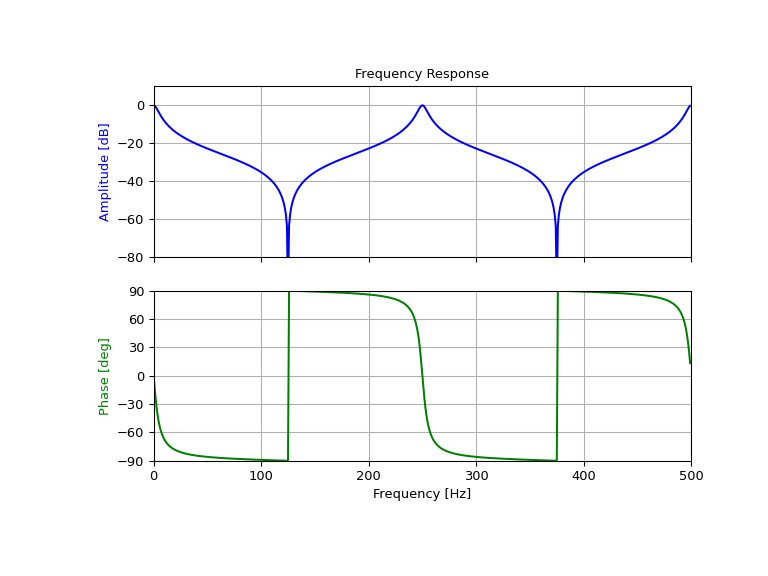 Frequency Response
Amplitude [dB]
0
−20
−40
−60
−80
Phase [deg]
90
60
30
0
−30
−60
−90
0 100 200 300 400 500
Frequency [Hz]